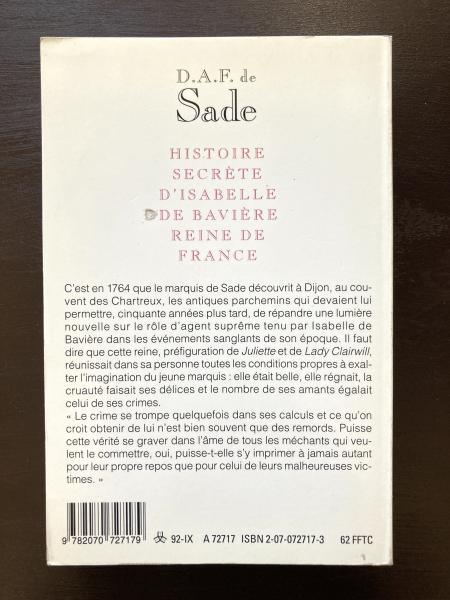 D.A.F. de
Sade
HISTOIRE
SECRÈTE
D'ISABELLE
DE BAVIÈRE
REINE DE
FRANCE
C'est en 1764 que le marquis de Sade découvrit à Dijon, au cou-
vent des Chartreux, les antiques parchemins qui devaient lui
permettre, cinquante années plus tard, de répandre une lumière
nouvelle sur le rôle d'agent suprême tenu par Isabelle de
Bavière dans les événements sanglants de son époque. Il faut
dire que cette reine, préfiguration de Juliette et de Lady Clairwill,
réunissait dans sa personne toutes les conditions propres à exal-
ter l'imagination du jeune marquis : elle était belle, elle régnait, la
cruauté faisait ses délices et le nombre de ses amants égalait
celui de ses crimes.
« Le crime se trompe quelquefois dans ses calculs et ce qu'on
croit obtenir de lui n'est bien souvent que des remords. Puisse
cette vérité se graver dans l'âme de tous les méchants qui veu-
lent le commettre, oui, puisse-t-elle s'y imprimer à jamais autant
pour leur propre repos que pour celui de leurs malheureuses vic-
times. »
9 782070 727179
92-IX A 72717 ISBN 2-07-072717-3 62 FFTC